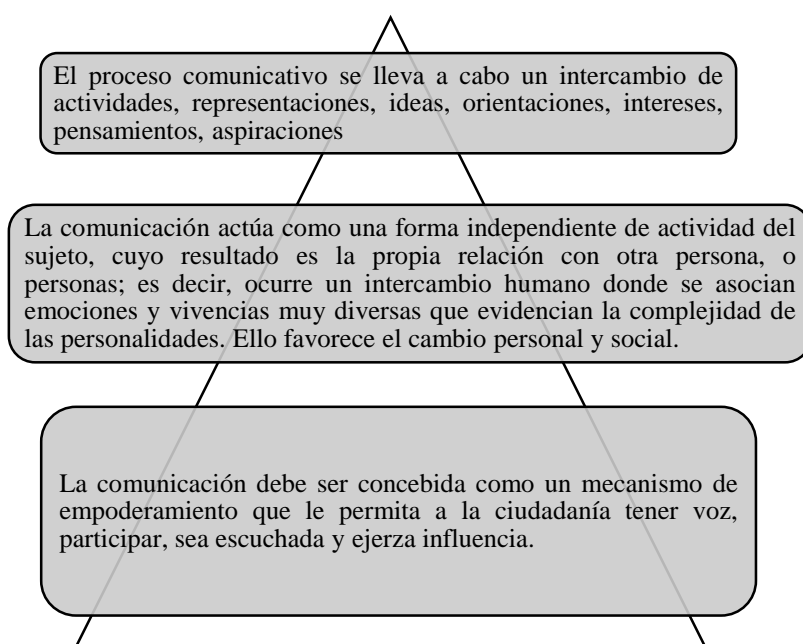 El proceso comunicativo se lleva a cabo un intercambio de
actividades, representaciones, ideas, orientaciones, intereses,
pensamientos, aspiraciones
La comunicación actúa como una forma independiente de actividad del
sujeto, cuyo resultado es la propia relación con otra persona, o
personas; es decir, ocurre un intercambio humano donde se asocian
emociones y vivencias muy diversas que evidencian la complejidad de
las personalidades. Ello favorece el cambio personal y social.
La comunicación debe ser concebida como un mecanismo de
empoderamiento que le permita a la ciudadanía tener voz,
participar, sea escuchada y ejerza influencia.